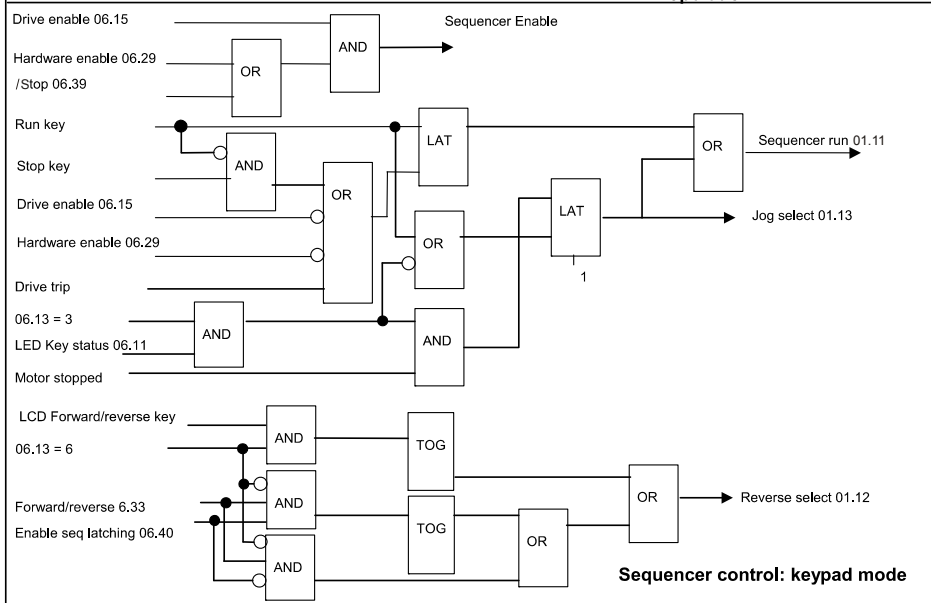 Drive enable 06.15
Sequencer Enable
AND
Hardware enable 06.29
OR
/Stop 06.39
Run key
LAT
OR
Sequencer run 01.11
AND
Stop key
OR
LAT
Jog select 01.13
Drive enable 06.15
OR
Hardware enable 06.29
1
Drive trip
06.13 = 3
AND
AND
LED Key status 06.11
Motor stopped
LCD Forward/reverse key
AND
TOG
06.13 = 6
AND
OR
Reverse select 01.12
Forward/reverse 6.33
TOG
Enable seq latching 06.40
OR
AND
Sequencer control: keypad mode